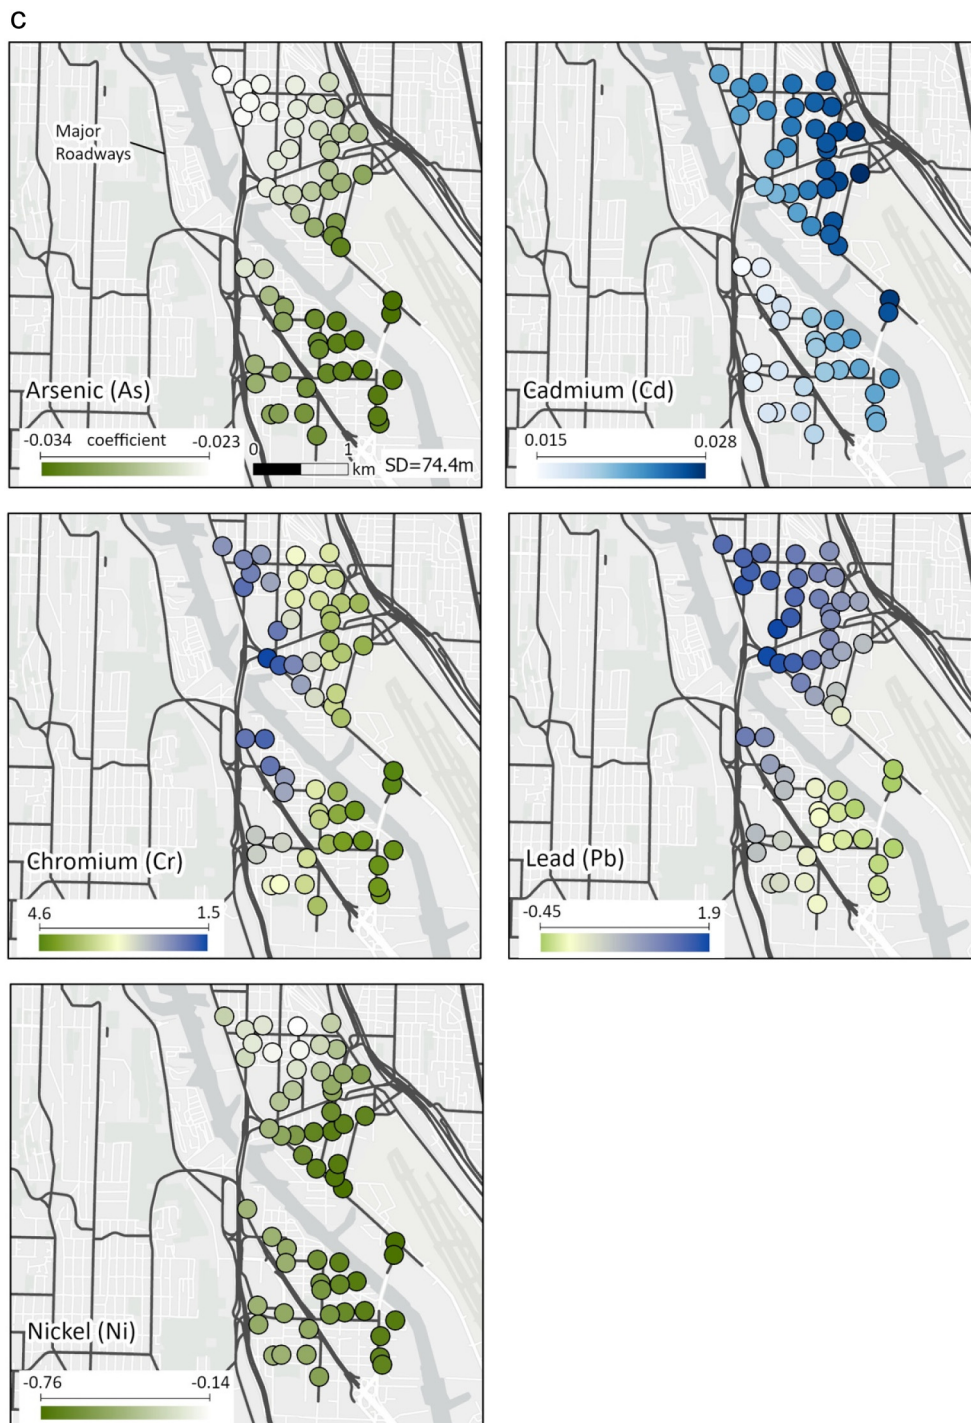 c
Major
Roadways
Arsenic (As)
-0.034 coefficient -0.023
0 1
km SD=74.4m
Cadmium (Cd)
0.015 0.028
Chromium (Cr)
4.6 1.5
Lead (Pb)
-0.45 1.9
Nickel (Ni)
-0.76 -0.14